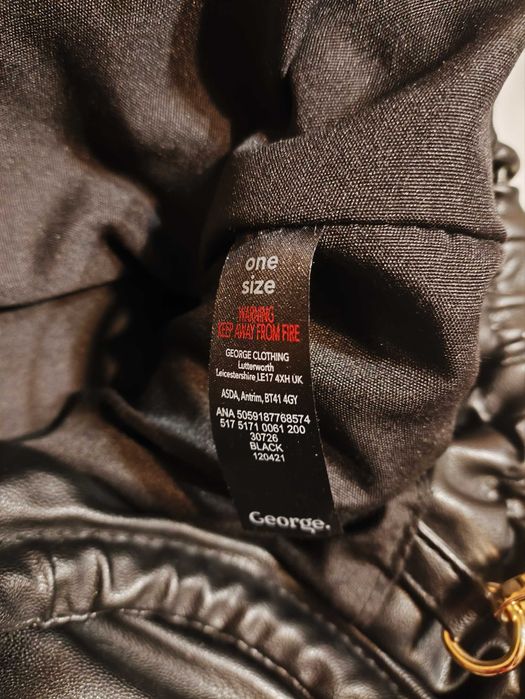 one
size
WARNING
KEEP AWAY FROM FIRE
GEORGE CLOTHING
Lutterworth
Leicestershire, LE17 4XH UK
ASDA, Antrim, BT41 4GY
ANA 5059187768574
517 5171 0061 200
30726
BLACK
120421
George.